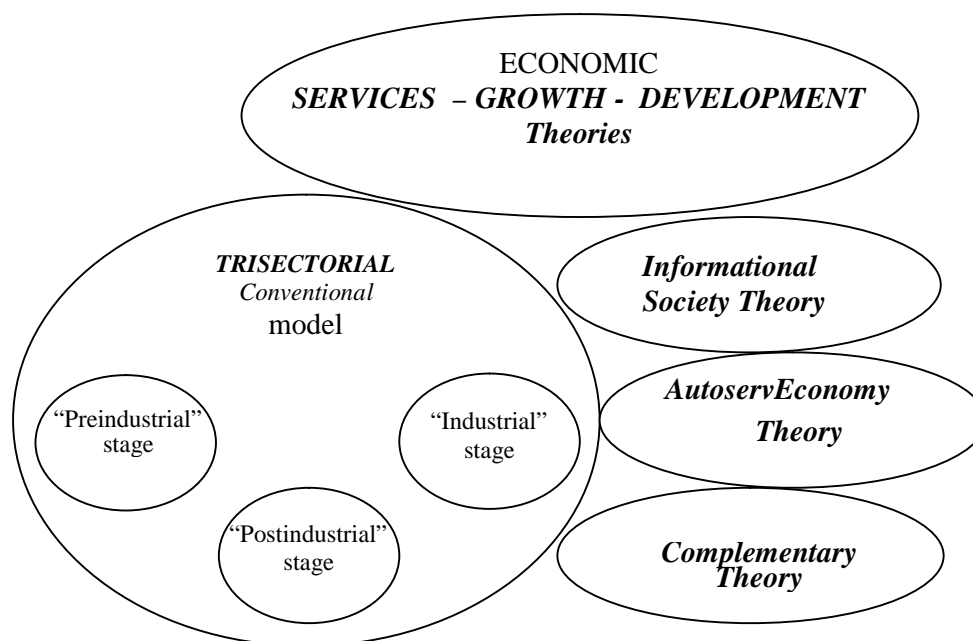 ECONOMIC
SERVICES – GROWTH - DEVELOPMENT
Theories
TRISECTORIAL
Conventional
model
“Preindustrial”
stage
“Industrial”
stage
“Postindustrial”
stage
Informational
Society Theory
AutoservEconomy
Theory
Complementary
Theory